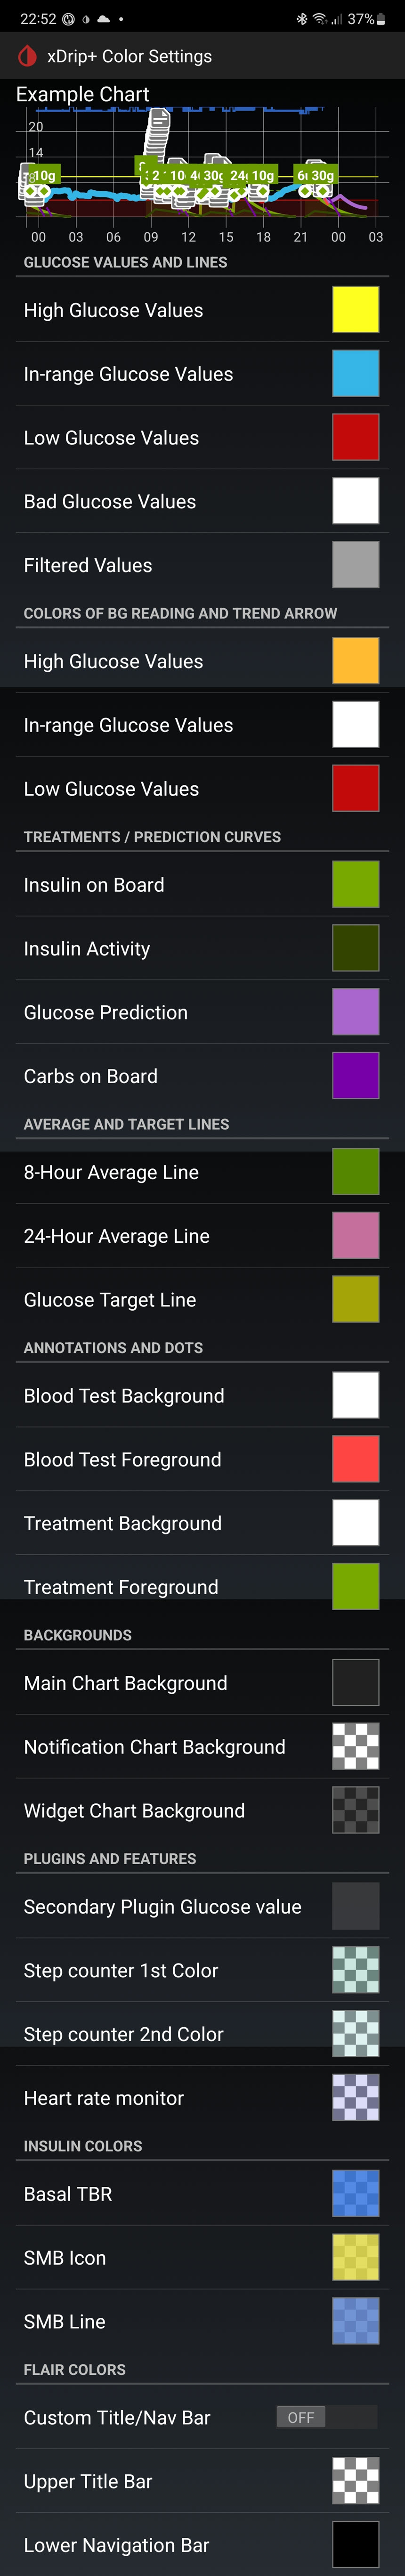 22:52 37%
xDrip+ Color Settings
Example Chart
20
14
8
10g 2 10 4 30g 24 10g 6 30g
00 03 06 09 12 15 18 21 00 03
GLUCOSE VALUES AND LINES
High Glucose Values
In-range Glucose Values
Low Glucose Values
Bad Glucose Values
Filtered Values
COLORS OF BG READING AND TREND ARROW
High Glucose Values
In-range Glucose Values
Low Glucose Values
TREATMENTS / PREDICTION CURVES
Insulin on Board
Insulin Activity
Glucose Prediction
Carbs on Board
AVERAGE AND TARGET LINES
8-Hour Average Line
24-Hour Average Line
Glucose Target Line
ANNOTATIONS AND DOTS
Blood Test Background
Blood Test Foreground
Treatment Background
Treatment Foreground
BACKGROUNDS
Main Chart Background
Notification Chart Background
Widget Chart Background
PLUGINS AND FEATURES
Secondary Plugin Glucose value
Step counter 1st Color
Step counter 2nd Color
Heart rate monitor
INSULIN COLORS
Basal TBR
SMB Icon
SMB Line
FLAIR COLORS
Custom Title/Nav Bar OFF
Upper Title Bar
Lower Navigation Bar